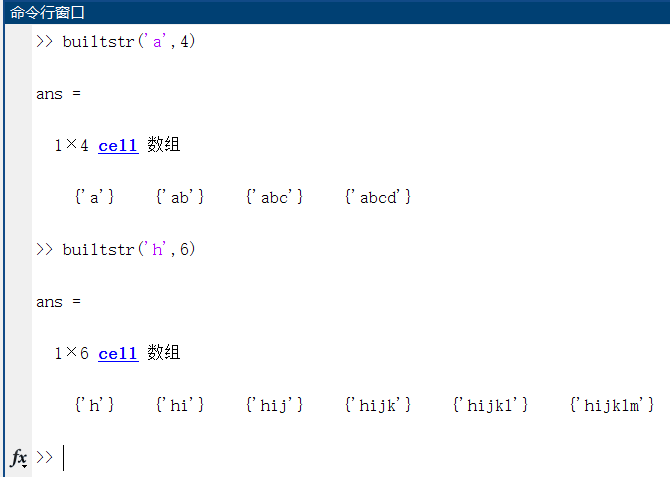 命令行窗口
>> builtstr('a',4)
ans =
1×4 cell 数组
{'a'} {'ab'} {'abc'} {'abcd'}
>> builtstr('h',6)
ans =
1×6 cell 数组
{'h'} {'hi'} {'hij'} {'hijk'} {'hijkl'} {'hijklm'}
fx >>